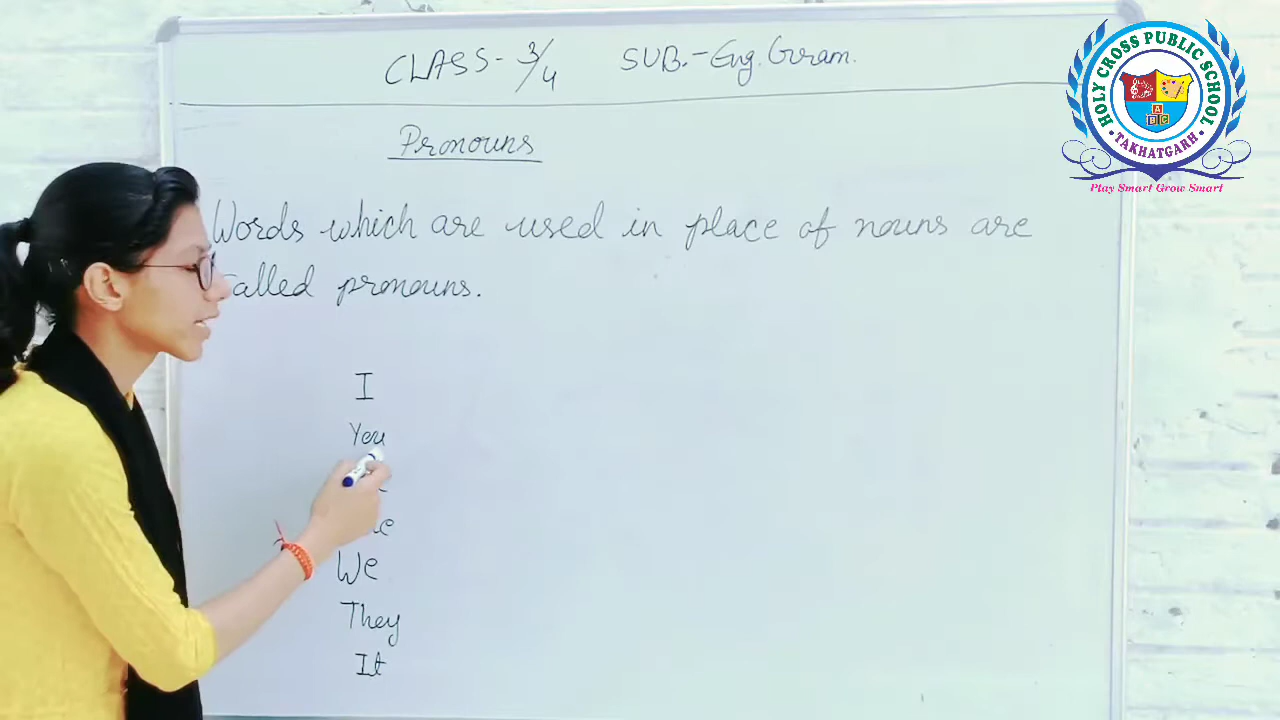 CLASS - 3/4 SUB. - Eng. Gram.
Pronouns
Words which are used in place of nouns are
called pronouns.
I
You
We
They
It
HOLY CROSS PUBLIC SCHOOL
• TAKHATGARH •
A
B C
Play Smart Grow Smart